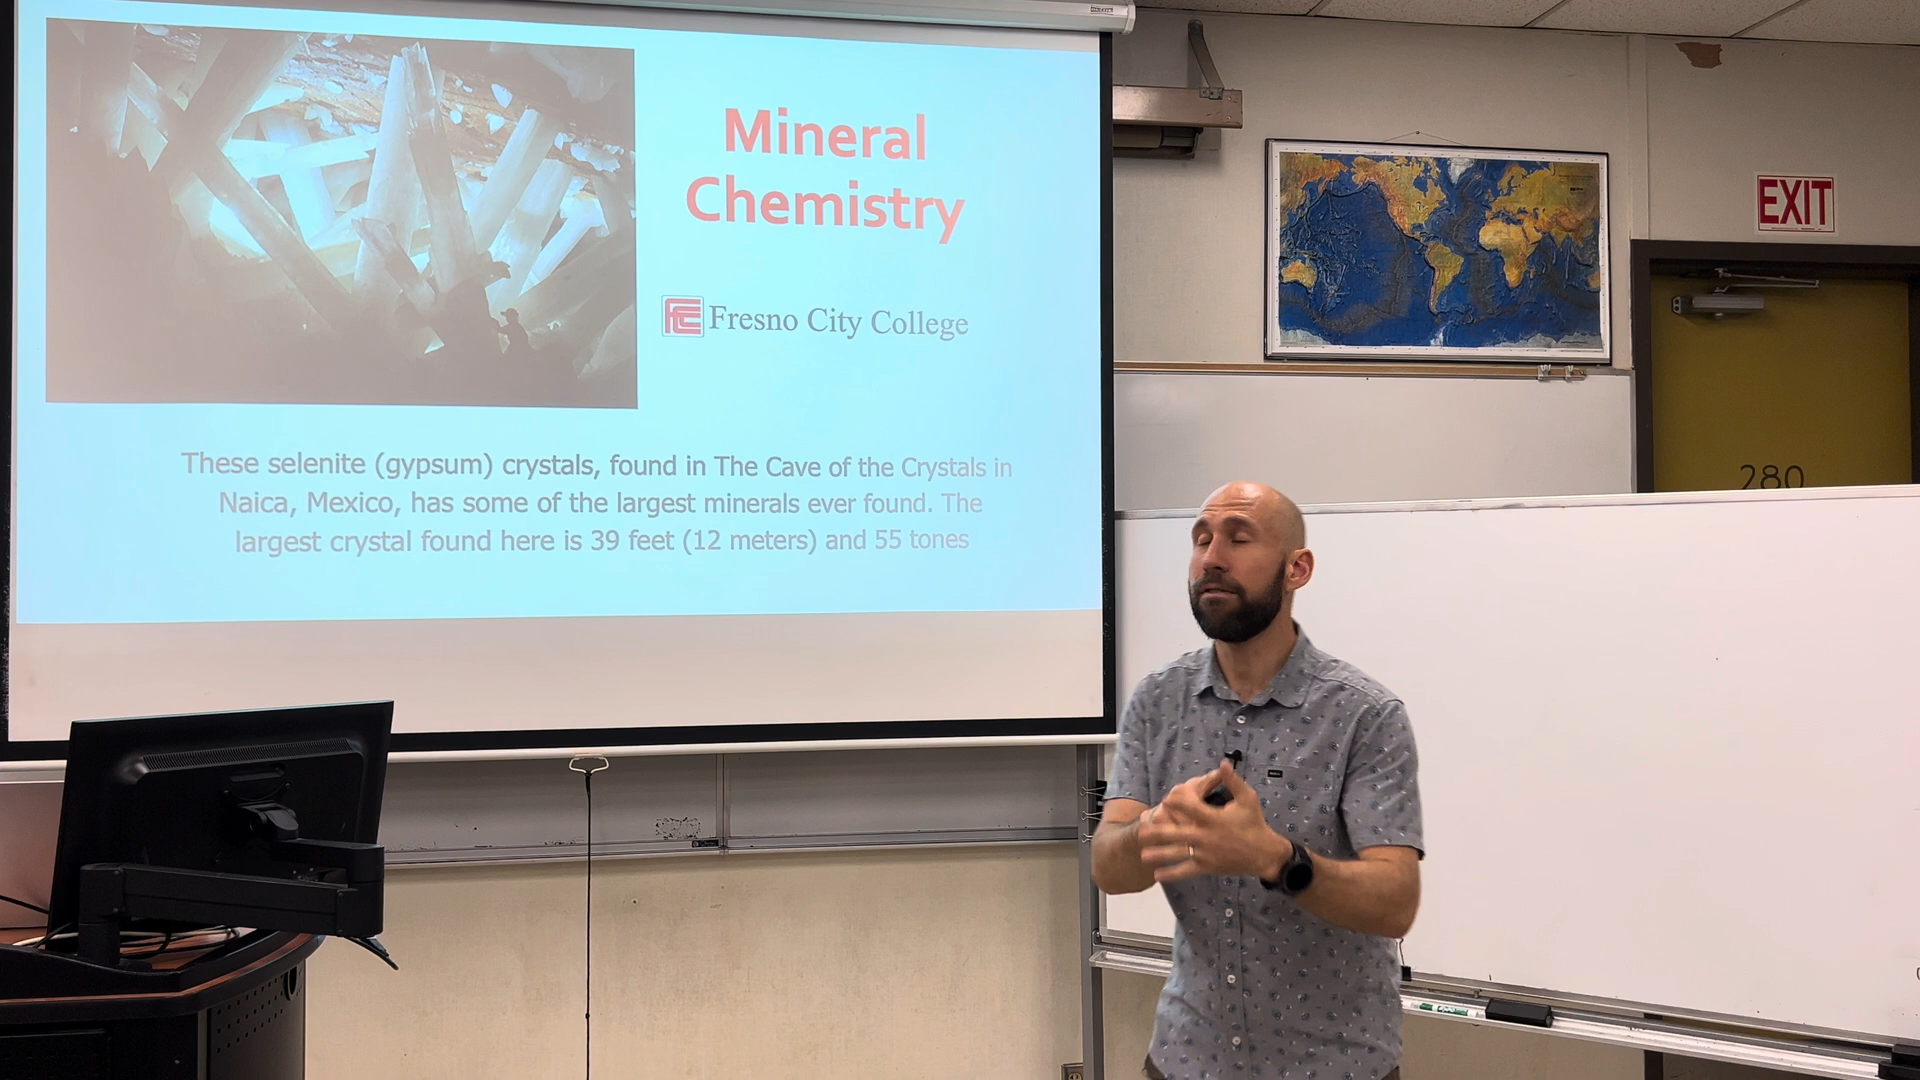 Mineral
Chemistry
FCC Fresno City College
These selenite (gypsum) crystals, found in The Cave of the Crystals in
Naica, Mexico, has some of the largest minerals ever found. The
largest crystal found here is 39 feet (12 meters) and 55 tones
EXIT
280